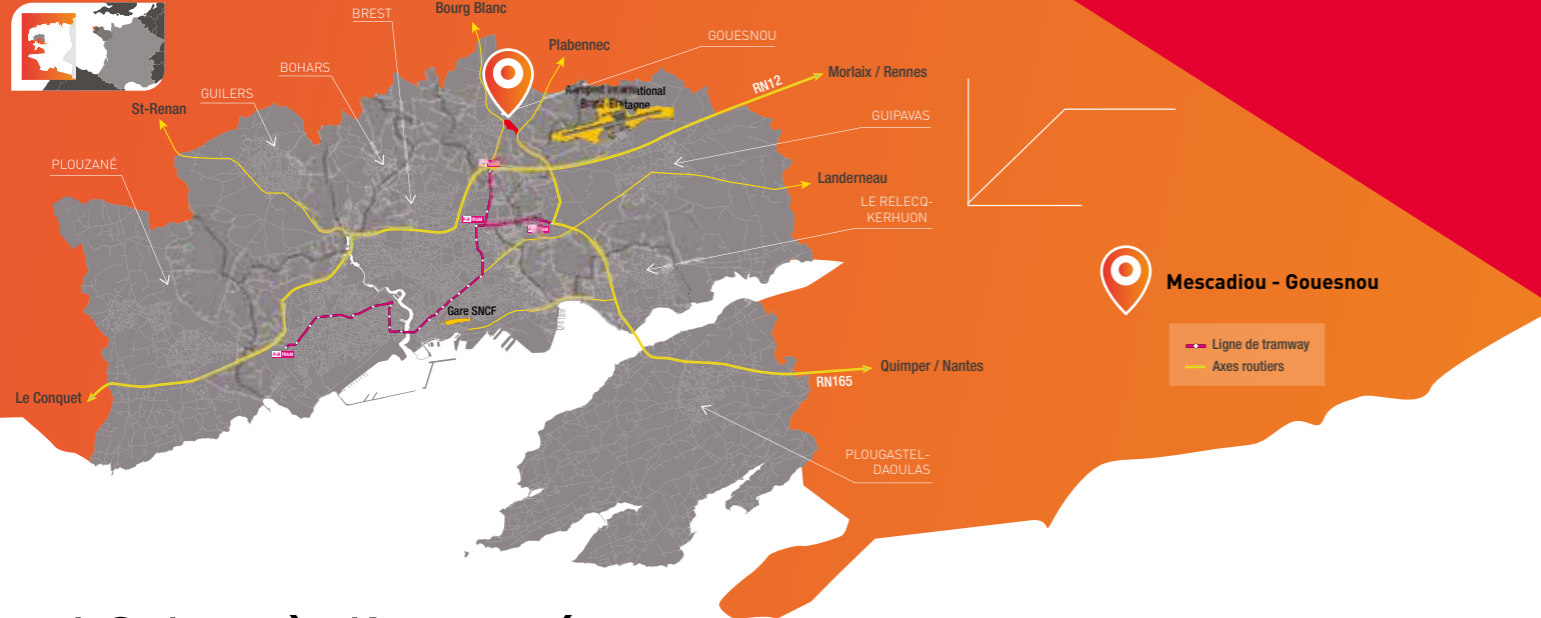 BREST
Bourg Blanc
GOUESNOU
Plabennec
BOHARS
Morlaix / Rennes
RN12
GUILERS
Aéroport International
Brest Bretagne
St-Renan
GUIPAVAS
PLOUZANÉ
Landerneau
LE RELECQ-
KERHUON
Mescadiou - Gouesnou
Gare SNCF
Ligne de tramway
Axes routiers
Quimper / Nantes
RN165
Le Conquet
PLOUGASTEL-
DAOULAS